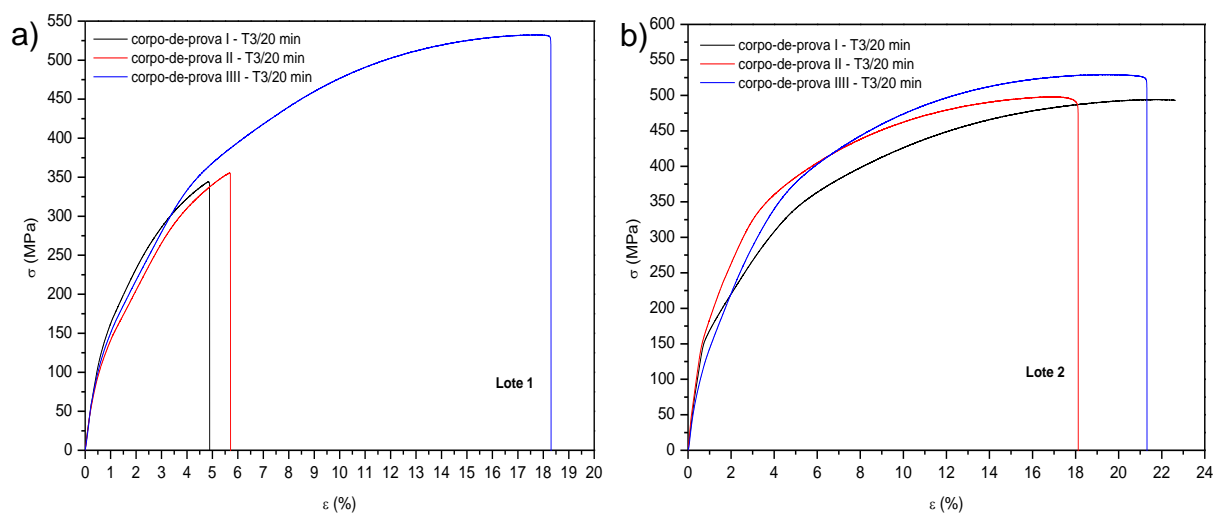 a)
corpo-de-prova I - T3/20 min
corpo-de-prova II - T3/20 min
corpo-de-prova IIII - T3/20 min
550
500
450
400
350
300
250
200
150
100
50
0
σ (MPa)
Lote 1
0 1 2 3 4 5 6 7 8 9 10 11 12 13 14 15 16 17 18 19 20
ε (%)
b)
corpo-de-prova I - T3/20 min
corpo-de-prova II - T3/20 min
corpo-de-prova IIII - T3/20 min
600
550
500
450
400
350
300
250
200
150
100
50
0
σ (MPa)
Lote 2
0 2 4 6 8 10 12 14 16 18 20 22 24
ε (%)